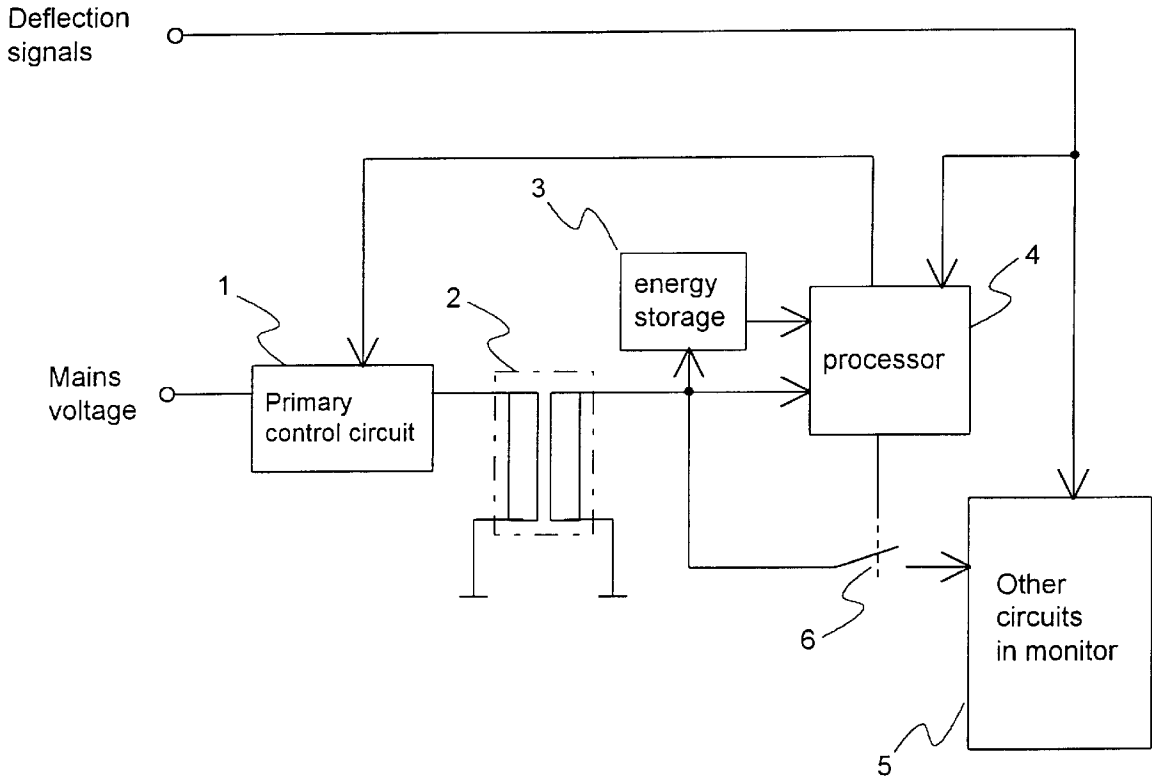 Deflection
signals
3
energy
storage
4
processor
1
2
Mains
voltage
Primary
control circuit
6
Other
circuits
in monitor
5